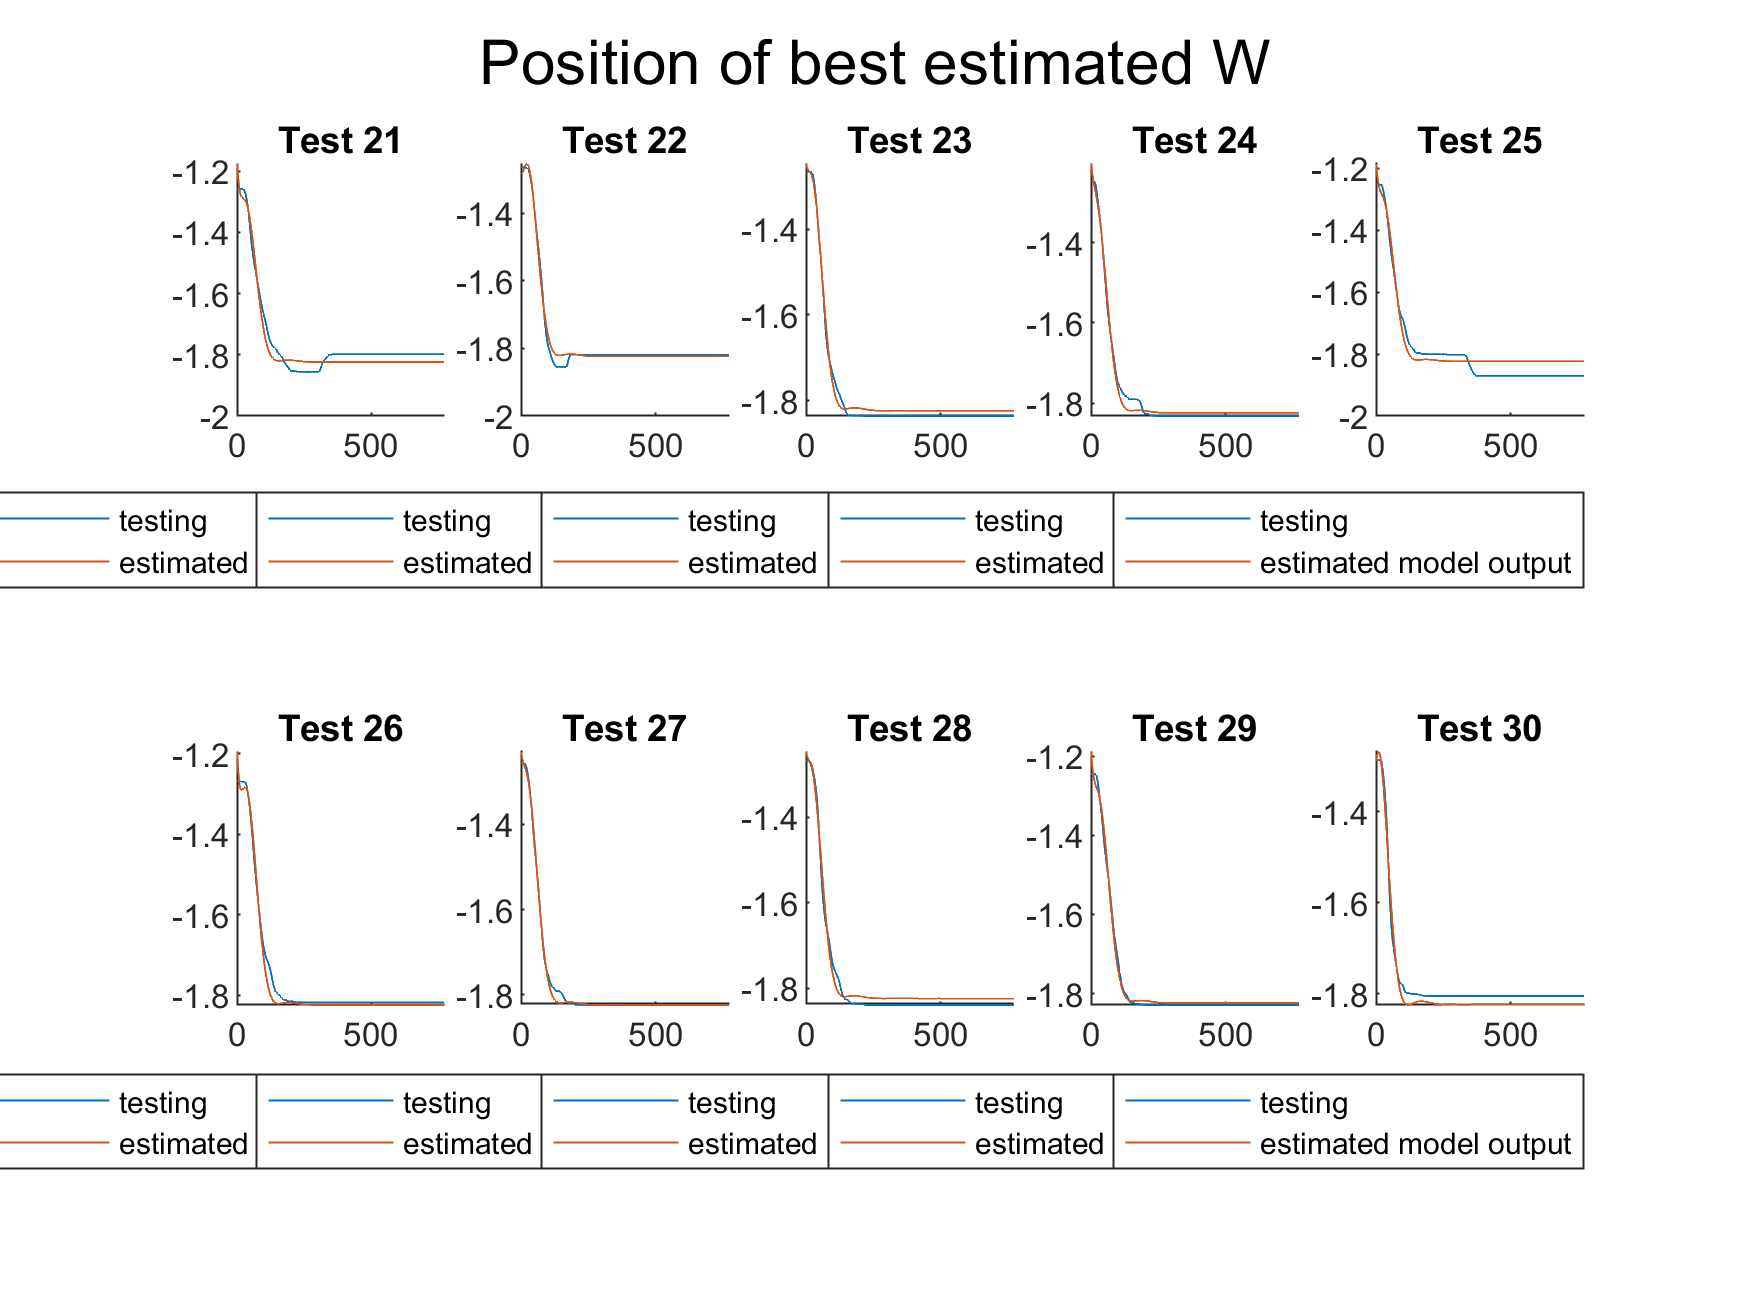 Position of best estimated W
Test 21 Test 22 Test 23 Test 24 Test 25
-1.2 -1.2
-1.4 -1.4 -1.4 -1.4 -1.4
-1.6 -1.6 -1.6 -1.6 -1.6
-1.8 -1.8 -1.8 -1.8 -1.8
-2 -2 -2
0 500 0 500 0 500 0 500 0 500
testing testing testing testing testing
estimated estimated estimated estimated estimated model output
Test 26 Test 27 Test 28 Test 29 Test 30
-1.2 -1.2
-1.4 -1.4 -1.4 -1.4 -1.4
-1.6 -1.6 -1.6 -1.6 -1.6
-1.8 -1.8 -1.8 -1.8 -1.8
0 500 0 500 0 500 0 500 0 500
testing testing testing testing testing
estimated estimated estimated estimated estimated model output